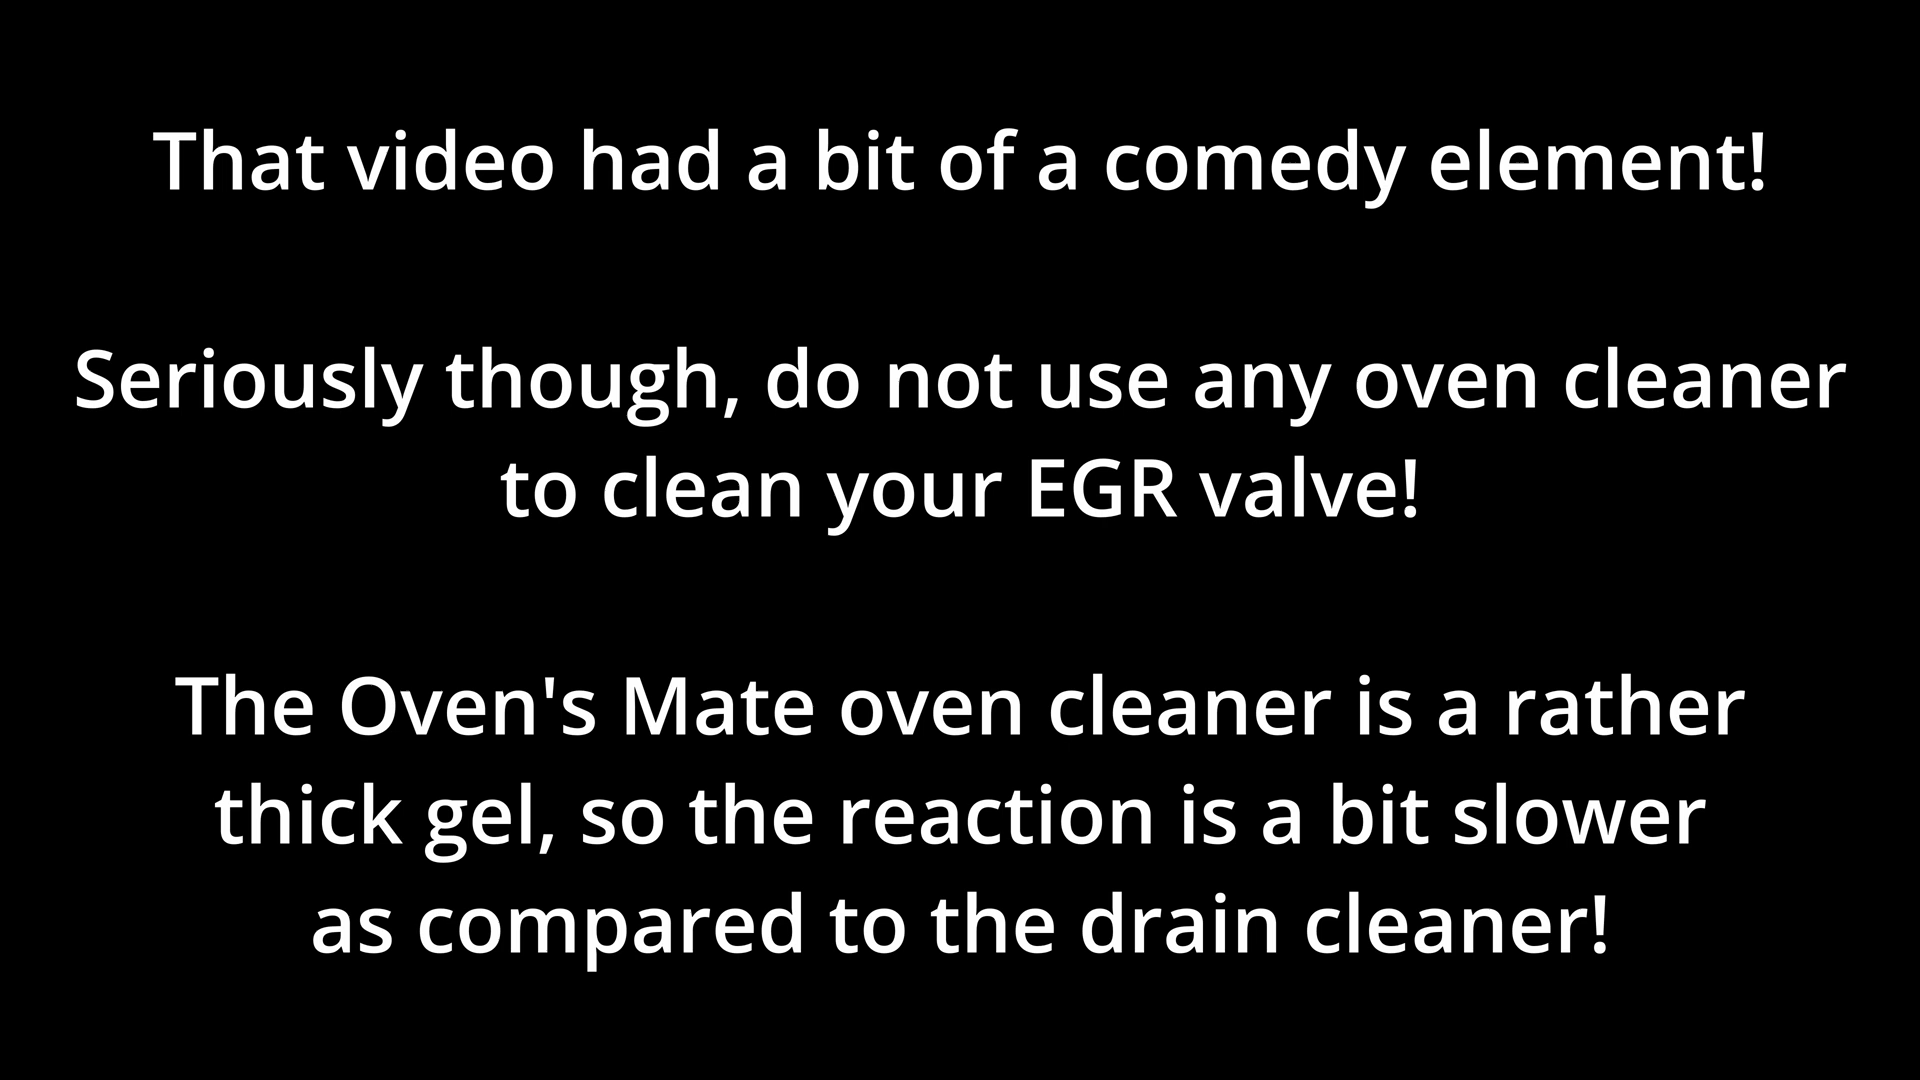 That video had a bit of a comedy element!
Seriously though, do not use any oven cleaner
to clean your EGR valve!
The Oven's Mate oven cleaner is a rather
thick gel, so the reaction is a bit slower
as compared to the drain cleaner!